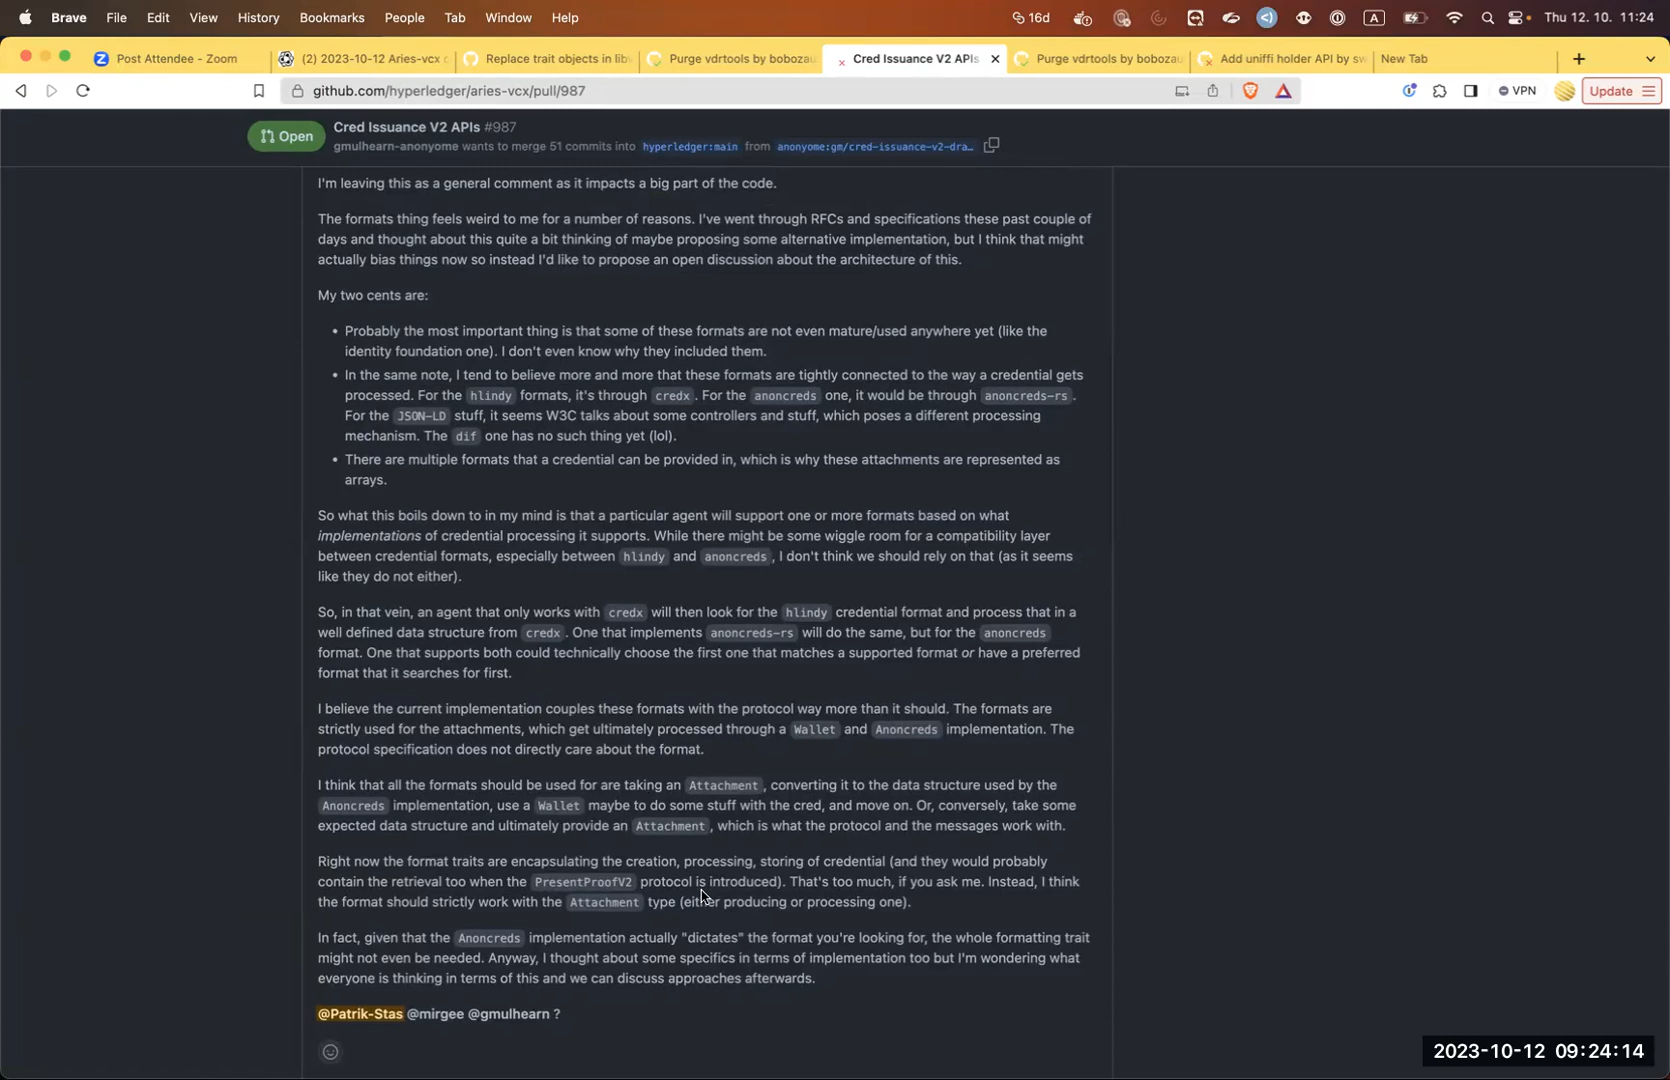 Brave File Edit View History Bookmarks People Tab Window Help 16d A Thu 12. 10. 11:24
Post Attendee - Zoom (2) 2023-10-12 Aries-vcx c Replace trait objects in lib Purge vdrtools by bobozau Cred Issuance V2 APIs Purge vdrtools by bobozau Add uniffi holder API by sw New Tab
github.com/hyperledger/aries-vcx/pull/987 VPN Update
Open
Cred Issuance V2 APIs #987
gmulhearn-anonyome wants to merge 51 commits into hyperledger:main from anonyome:gm/cred-issuance-v2-dra…
I'm leaving this as a general comment as it impacts a big part of the code.
The formats thing feels weird to me for a number of reasons. I've went through RFCs and specifications these past couple of
days and thought about this quite a bit thinking of maybe proposing some alternative implementation, but I think that might
actually bias things now so instead I'd like to propose an open discussion about the architecture of this.
My two cents are:
• Probably the most important thing is that some of these formats are not even mature/used anywhere yet (like the
identity foundation one). I don't even know why they included them.
• In the same note, I tend to believe more and more that these formats are tightly connected to the way a credential gets
processed. For the hlindy formats, it's through credx. For the anoncreds one, it would be through anoncreds-rs.
For the JSON-LD stuff, it seems W3C talks about some controllers and stuff, which poses a different processing
mechanism. The dif one has no such thing yet (lol).
• There are multiple formats that a credential can be provided in, which is why these attachments are represented as
arrays.
So what this boils down to in my mind is that a particular agent will support one or more formats based on what
implementations of credential processing it supports. While there might be some wiggle room for a compatibility layer
between credential formats, especially between hlindy and anoncreds, I don't think we should rely on that (as it seems
like they do not either).
So, in that vein, an agent that only works with credx will then look for the hlindy credential format and process that in a
well defined data structure from credx. One that implements anoncreds-rs will do the same, but for the anoncreds
format. One that supports both could technically choose the first one that matches a supported format or have a preferred
format that it searches for first.
I believe the current implementation couples these formats with the protocol way more than it should. The formats are
strictly used for the attachments, which get ultimately processed through a Wallet and Anoncreds implementation. The
protocol specification does not directly care about the format.
I think that all the formats should be used for are taking an Attachment, converting it to the data structure used by the
Anoncreds implementation, use a Wallet maybe to do some stuff with the cred, and move on. Or, conversely, take some
expected data structure and ultimately provide an Attachment, which is what the protocol and the messages work with.
Right now the format traits are encapsulating the creation, processing, storing of credential (and they would probably
contain the retrieval too when the PresentProofV2 protocol is introduced). That's too much, if you ask me. Instead, I think
the format should strictly work with the Attachment type (either producing or processing one).
In fact, given that the Anoncreds implementation actually "dictates" the format you're looking for, the whole formatting trait
might not even be needed. Anyway, I thought about some specifics in terms of implementation too but I'm wondering what
everyone is thinking in terms of this and we can discuss approaches afterwards.
@Patrik-Stas @mirgee @gmulhearn ?
2023-10-12 09:24:14